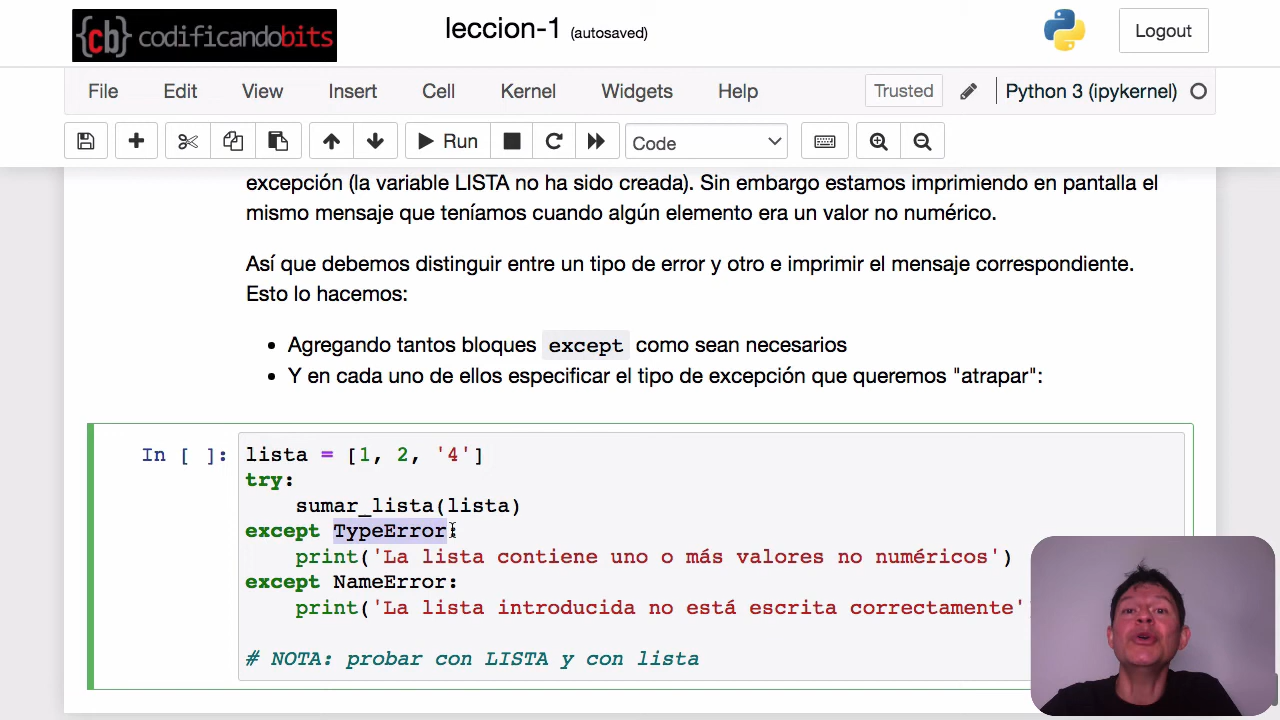 {cb} codificandobits
leccion-1 (autosaved)
Logout
File Edit View Insert Cell Kernel Widgets Help
Trusted
Python 3 (ipykernel)
Run
Code
excepción (la variable LISTA no ha sido creada). Sin embargo estamos imprimiendo en pantalla el
mismo mensaje que teníamos cuando algún elemento era un valor no numérico.
Así que debemos distinguir entre un tipo de error y otro e imprimir el mensaje correspondiente.
Esto lo hacemos:
• Agregando tantos bloques except como sean necesarios
• Y en cada uno de ellos especificar el tipo de excepción que queremos "atrapar":
In [ ]: lista = [1, 2, '4']
try:
    sumar_lista(lista)
except TypeError:
    print('La lista contiene uno o más valores no numéricos')
except NameError:
    print('La lista introducida no está escrita correctamente'
# NOTA: probar con LISTA y con lista